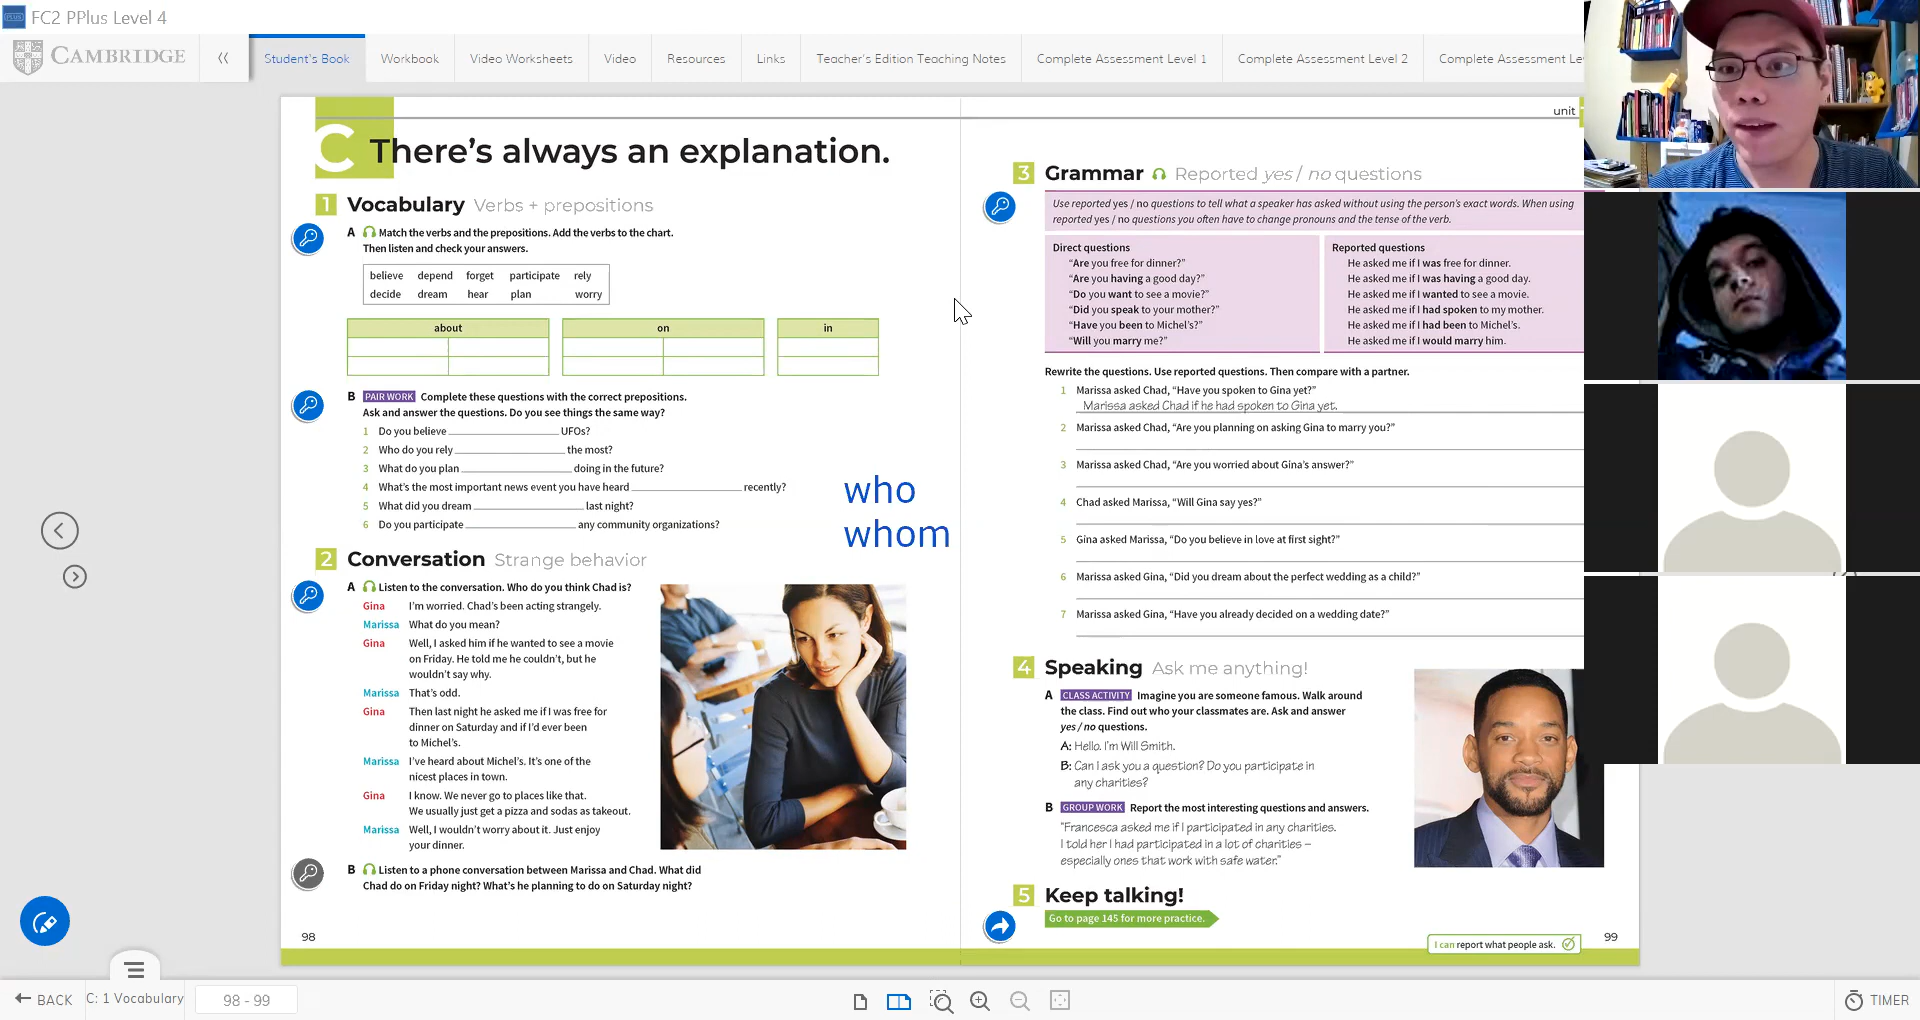 FC2 PPlus Level 4
CAMBRIDGE
Student's Book
Workbook
Video Worksheets
Video
Resources
Links
Teacher's Edition Teaching Notes
Complete Assessment Level 1
Complete Assessment Level 2
Complete Assessment Le
unit
C There's always an explanation.
1 Vocabulary Verbs + prepositions
A Match the verbs and the prepositions. Add the verbs to the chart.
Then listen and check your answers.
believe depend forget participate rely
decide dream hear plan worry
about on in
B PAIR WORK Complete these questions with the correct prepositions.
Ask and answer the questions. Do you see things the same way?
1 Do you believe ____ UFOs?
2 Who do you rely ____ the most?
3 What do you plan ____ doing in the future?
4 What's the most important news event you have heard ____ recently?
5 What did you dream ____ last night?
6 Do you participate ____ any community organizations?
who
whom
2 Conversation Strange behavior
A Listen to the conversation. Who do you think Chad is?
Gina I'm worried. Chad's been acting strangely.
Marissa What do you mean?
Gina Well, I asked him if he wanted to see a movie
on Friday. He told me he couldn't, but he
wouldn't say why.
Marissa That's odd.
Gina Then last night he asked me if I was free for
dinner on Saturday and if I'd ever been
to Michel's.
Marissa I've heard about Michel's. It's one of the
nicest places in town.
Gina I know. We never go to places like that.
We usually just get a pizza and sodas as takeout.
Marissa Well, I wouldn't worry about it. Just enjoy
your dinner.
B Listen to a phone conversation between Marissa and Chad. What did
Chad do on Friday night? What's he planning to do on Saturday night?
98
3 Grammar Reported yes / no questions
Use reported yes / no questions to tell what a speaker has asked without using the person's exact words. When using
reported yes / no questions you often have to change pronouns and the tense of the verb.
Direct questions
"Are you free for dinner?"
"Are you having a good day?"
"Do you want to see a movie?"
"Did you speak to your mother?"
"Have you been to Michel's?"
"Will you marry me?"
Reported questions
He asked me if I was free for dinner.
He asked me if I was having a good day.
He asked me if I wanted to see a movie.
He asked me if I had spoken to my mother.
He asked me if I had been to Michel's.
He asked me if I would marry him.
Rewrite the questions. Use reported questions. Then compare with a partner.
1 Marissa asked Chad, "Have you spoken to Gina yet?"
Marissa asked Chad if he had spoken to Gina yet.
2 Marissa asked Chad, "Are you planning on asking Gina to marry you?"
3 Marissa asked Chad, "Are you worried about Gina's answer?"
4 Chad asked Marissa, "Will Gina say yes?"
5 Gina asked Marissa, "Do you believe in love at first sight?"
6 Marissa asked Gina, "Did you dream about the perfect wedding as a child?"
7 Marissa asked Gina, "Have you already decided on a wedding date?"
4 Speaking Ask me anything!
A CLASS ACTIVITY Imagine you are someone famous. Walk around
the class. Find out who your classmates are. Ask and answer
yes / no questions.
A: Hello. I'm Will Smith.
B: Can I ask you a question? Do you participate in
any charities?
B GROUP WORK Report the most interesting questions and answers.
"Francesca asked me if I participated in any charities.
I told her I had participated in a lot of charities –
especially ones that work with safe water."
5 Keep talking!
Go to page 145 for more practice.
I can report what people ask.
99
BACK
C: 1 Vocabulary
98 - 99
TIMER